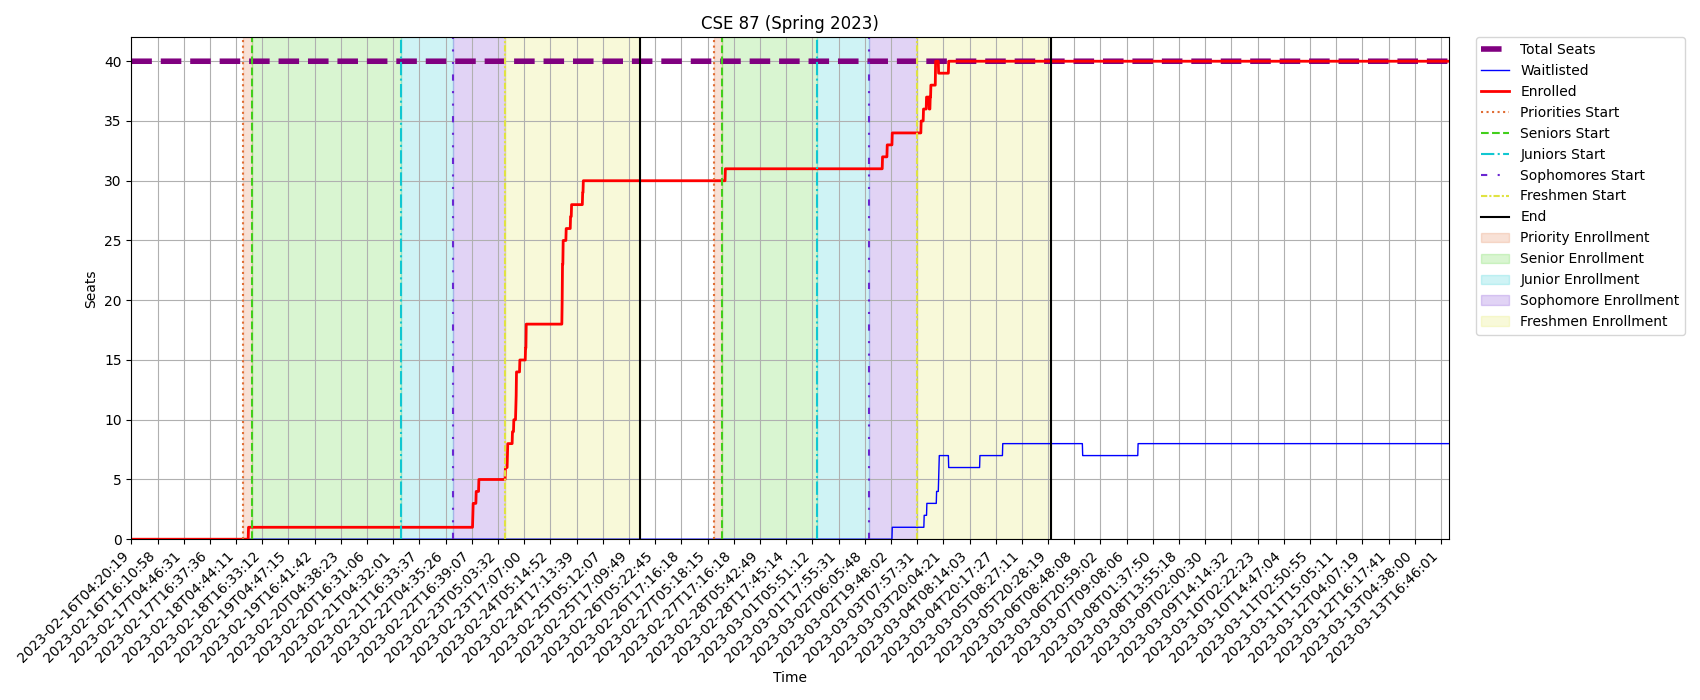 CSE 87 (Spring 2023)
Seats
40
35
30
25
20
15
10
5
0
2023-02-16T04:20:19
2023-02-16T16:10:58
2023-02-17T04:46:31
2023-02-17T16:37:36
2023-02-18T04:44:11
2023-02-18T16:33:12
2023-02-19T04:47:15
2023-02-19T16:41:42
2023-02-20T04:38:23
2023-02-20T16:31:06
2023-02-21T04:32:01
2023-02-21T16:33:37
2023-02-22T04:35:26
2023-02-22T16:39:07
2023-02-23T05:03:32
2023-02-23T17:07:00
2023-02-24T05:14:52
2023-02-24T17:13:39
2023-02-25T05:12:07
2023-02-25T17:09:49
2023-02-26T05:22:45
2023-02-26T17:16:18
2023-02-27T05:18:15
2023-02-27T17:16:18
2023-02-28T05:42:49
2023-02-28T17:45:14
2023-03-01T05:51:12
2023-03-01T17:55:31
2023-03-02T06:05:48
2023-03-02T19:48:02
2023-03-03T07:57:31
2023-03-03T20:04:21
2023-03-04T08:14:03
2023-03-04T20:17:27
2023-03-05T08:27:11
2023-03-05T20:28:19
2023-03-06T08:48:08
2023-03-06T20:59:02
2023-03-07T09:08:06
2023-03-08T01:37:50
2023-03-08T13:55:18
2023-03-09T02:00:30
2023-03-09T14:14:32
2023-03-10T02:22:23
2023-03-10T14:47:04
2023-03-11T02:50:55
2023-03-11T15:05:11
2023-03-12T04:07:19
2023-03-12T16:17:41
2023-03-13T04:38:00
2023-03-13T16:46:01
Time
Total Seats
Waitlisted
Enrolled
Priorities Start
Seniors Start
Juniors Start
Sophomores Start
Freshmen Start
End
Priority Enrollment
Senior Enrollment
Junior Enrollment
Sophomore Enrollment
Freshmen Enrollment